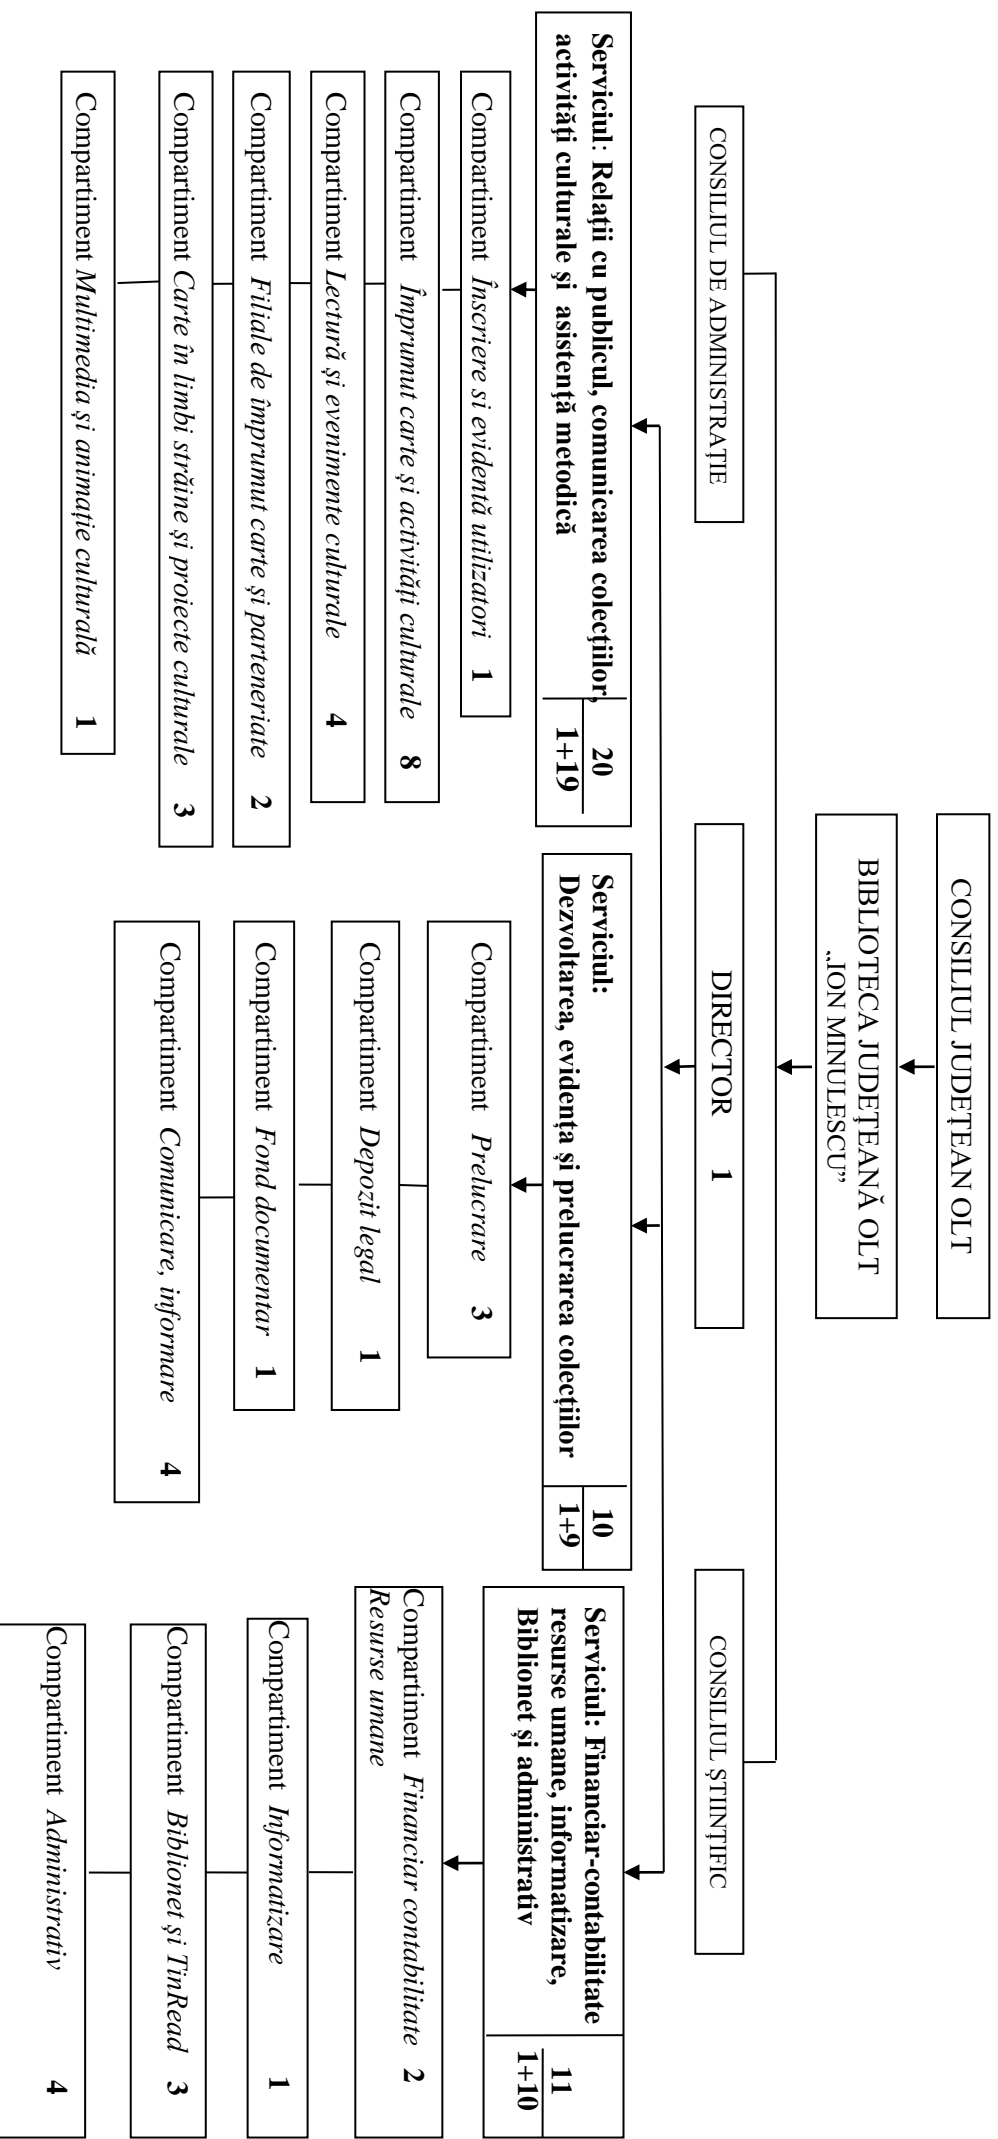 CONSILIUL JUDEȚEAN OLT
BIBLIOTECA JUDEȚEANĂ OLT
„ION MINULESCU”
CONSILIUL DE ADMINISTRAȚIE
DIRECTOR 1
CONSILIUL ȘTIINȚIFIC
Serviciul: Relații cu publicul, comunicarea colecțiilor,
activități culturale și asistență metodică
20
1+19
Compartiment Înscriere si evidentă utilizatori 1
Compartiment Împrumut carte și activități culturale 8
Compartiment Lectură și evenimente culturale 4
Compartiment Filiale de împrumut carte și parteneriate 2
Compartiment Carte în limbi străine și proiecte culturale 3
Compartiment Multimedia și animație culturală 1
Serviciul:
Dezvoltarea, evidența și prelucrarea colecțiilor
10
1+9
Compartiment Prelucrare 3
Compartiment Depozit legal 1
Compartiment Fond documentar 1
Compartiment Comunicare, informare 4
Serviciul: Financiar-contabilitate
resurse umane, informatizare,
Biblionet și administrativ
11
1+10
Compartiment Financiar contabilitate 2
Resurse umane
Compartiment Informatizare 1
Compartiment Biblionet și TinRead 3
Compartiment Administrativ 4